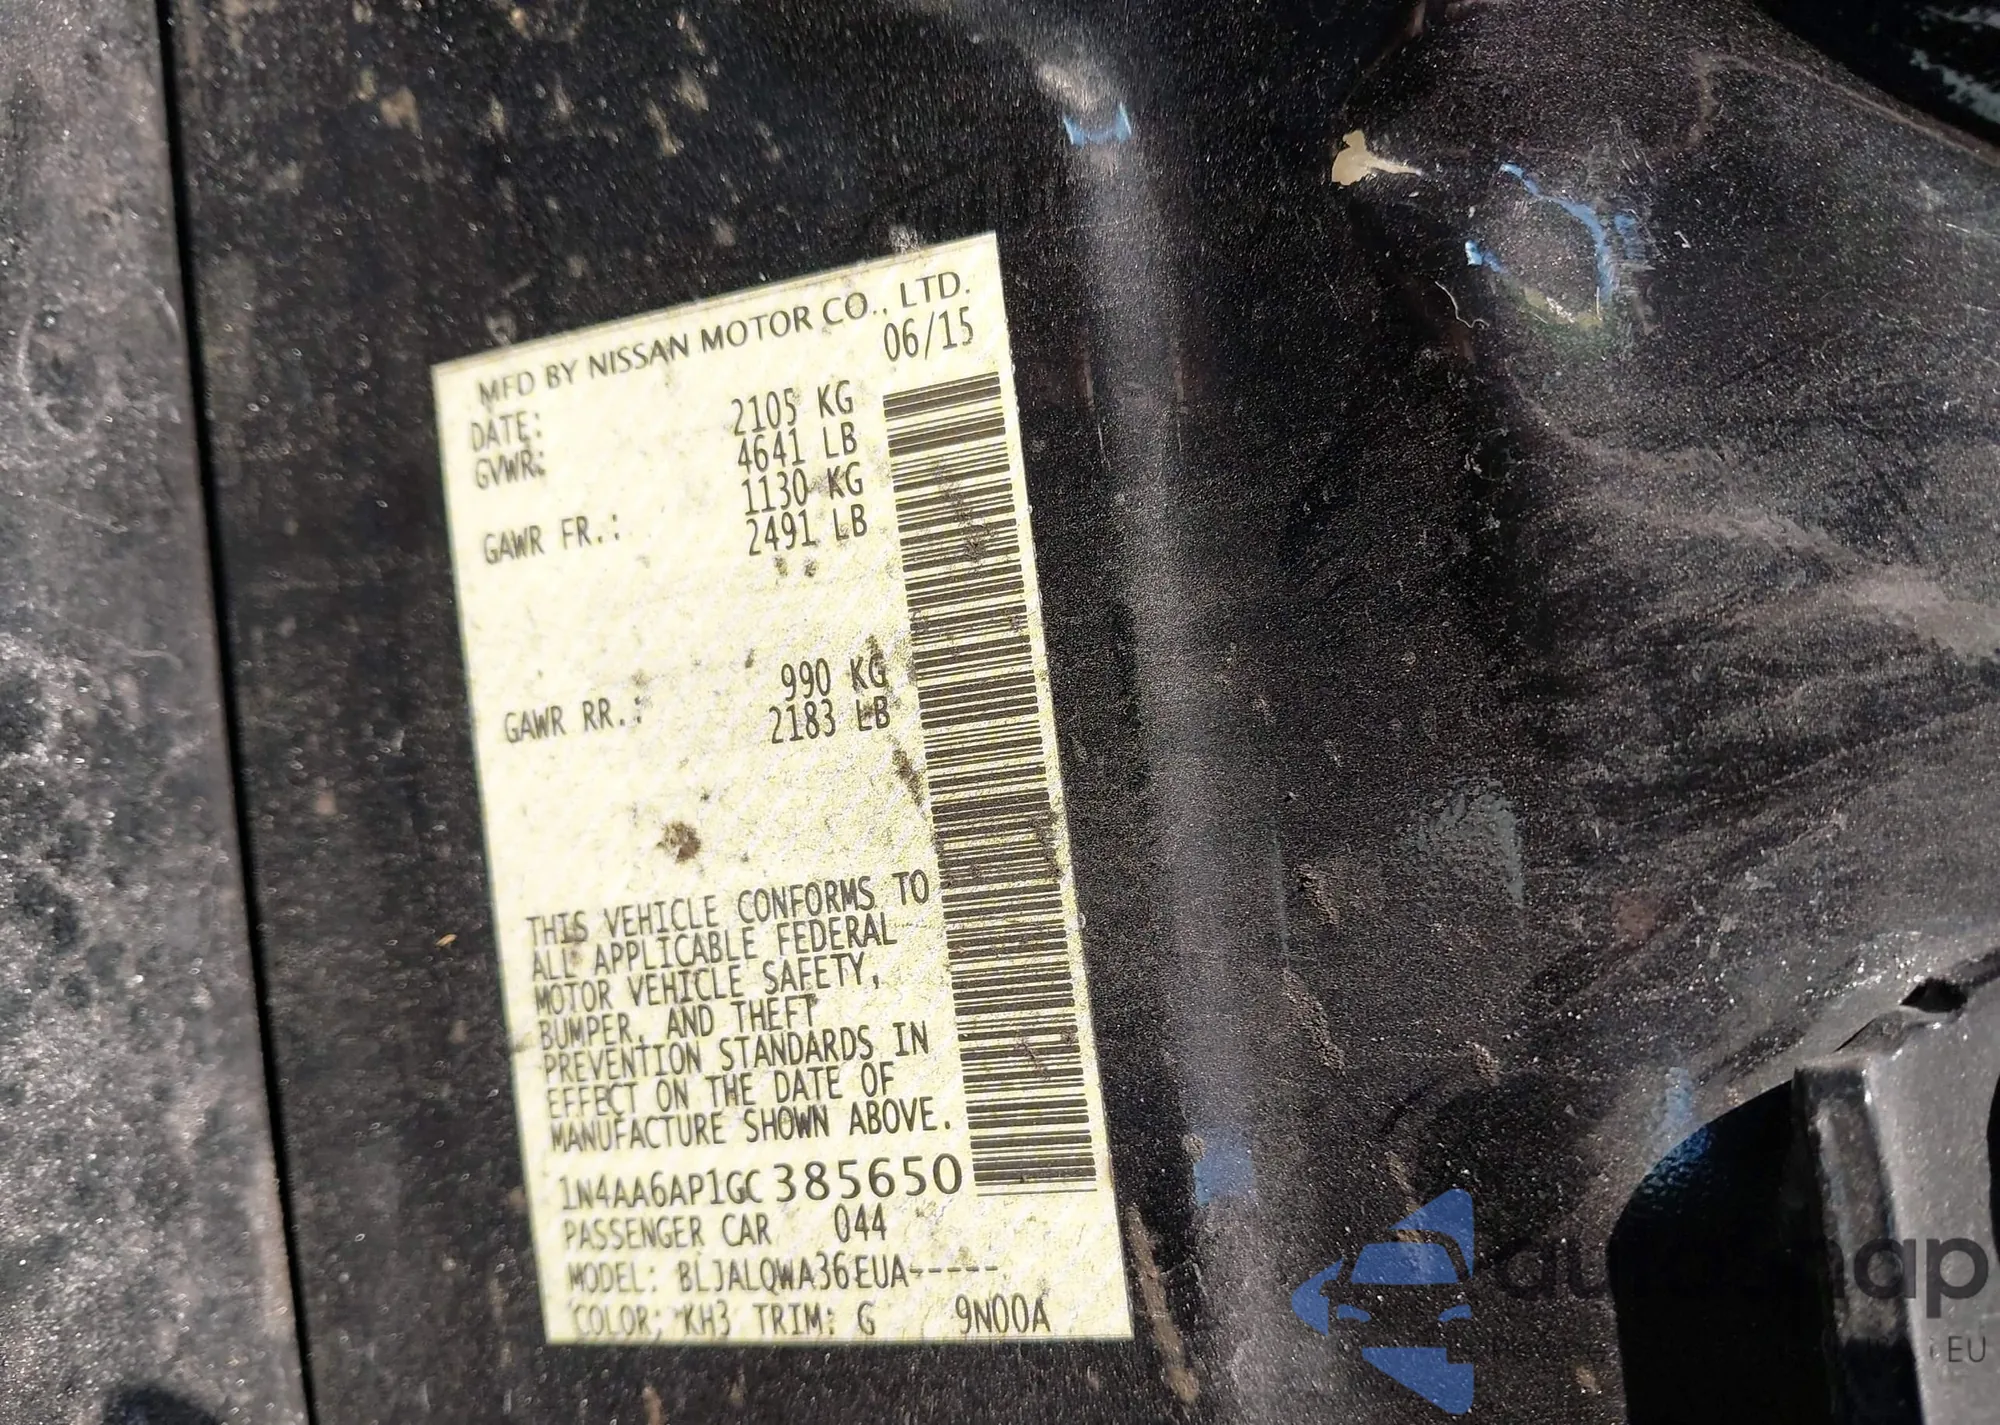 MFD BY NISSAN MOTOR CO., LTD.
DATE: 06/15
GVWR: 2105 KG
4641 LB
GAWR FR.: 1130 KG
2491 LB
GAWR RR.: 990 KG
2183 LB
THIS VEHICLE CONFORMS TO
ALL APPLICABLE FEDERAL
MOTOR VEHICLE SAFETY,
BUMPER, AND THEFT
PREVENTION STANDARDS IN
EFFECT ON THE DATE OF
MANUFACTURE SHOWN ABOVE.
1N4AA6AP1GC385650
PASSENGER CAR 044
MODEL: BLJALQWA36EUA-----
COLOR: KH3 TRIM: G 9N00A
EU